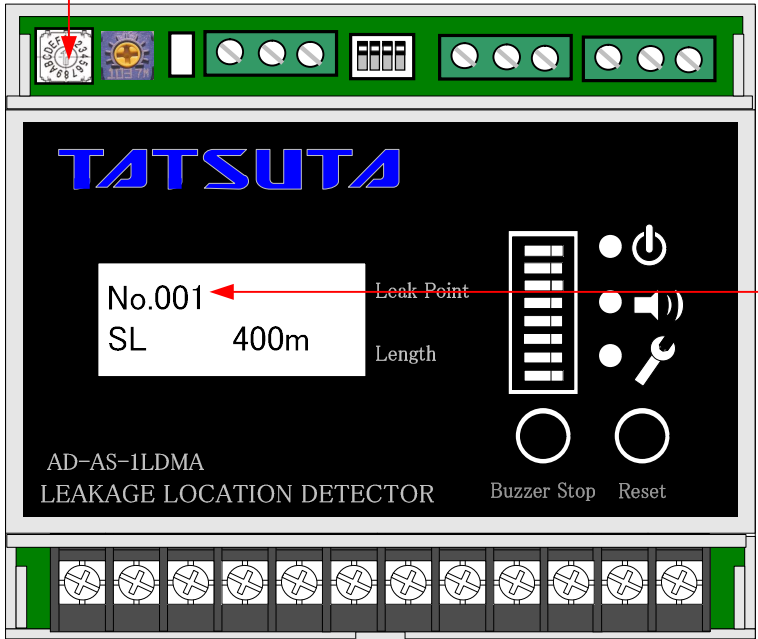 TATSUTA
No.001
Leak Point
SL 400m
Length
AD-AS-1LDMA
LEAKAGE LOCATION DETECTOR
Buzzer Stop Reset